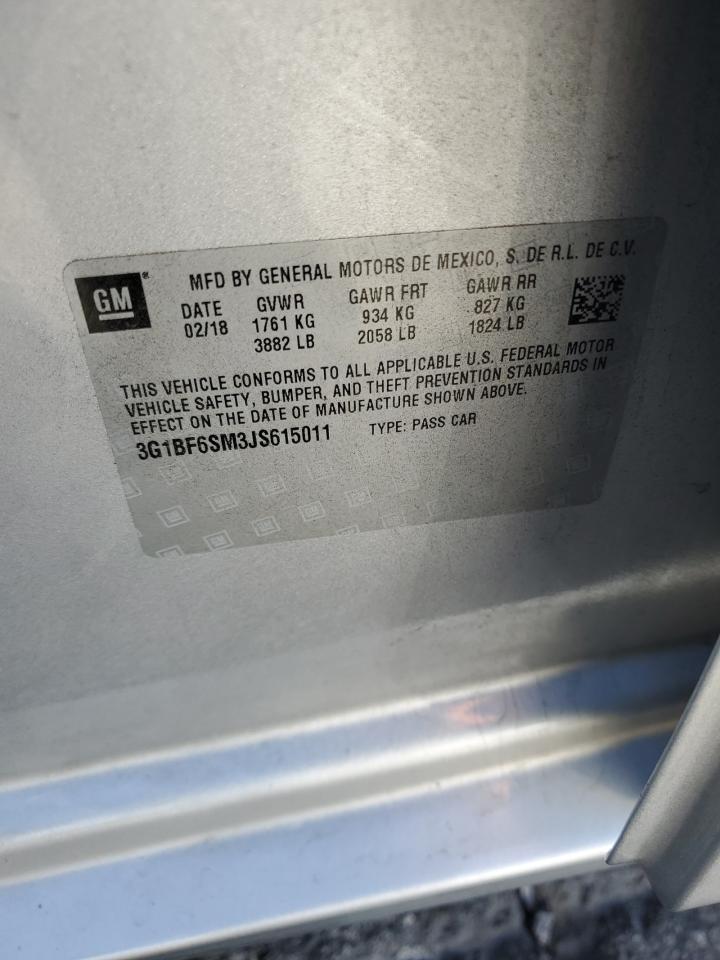 GM®
MFD BY GENERAL MOTORS DE MEXICO, S. DE R.L. DE C.V.
DATE GVWR GAWR FRT GAWR RR
02/18 1761 KG 934 KG 827 KG
3882 LB 2058 LB 1824 LB
THIS VEHICLE CONFORMS TO ALL APPLICABLE U.S. FEDERAL MOTOR
VEHICLE SAFETY, BUMPER, AND THEFT PREVENTION STANDARDS IN
EFFECT ON THE DATE OF MANUFACTURE SHOWN ABOVE.
3G1BF6SM3JS615011 TYPE: PASS CAR